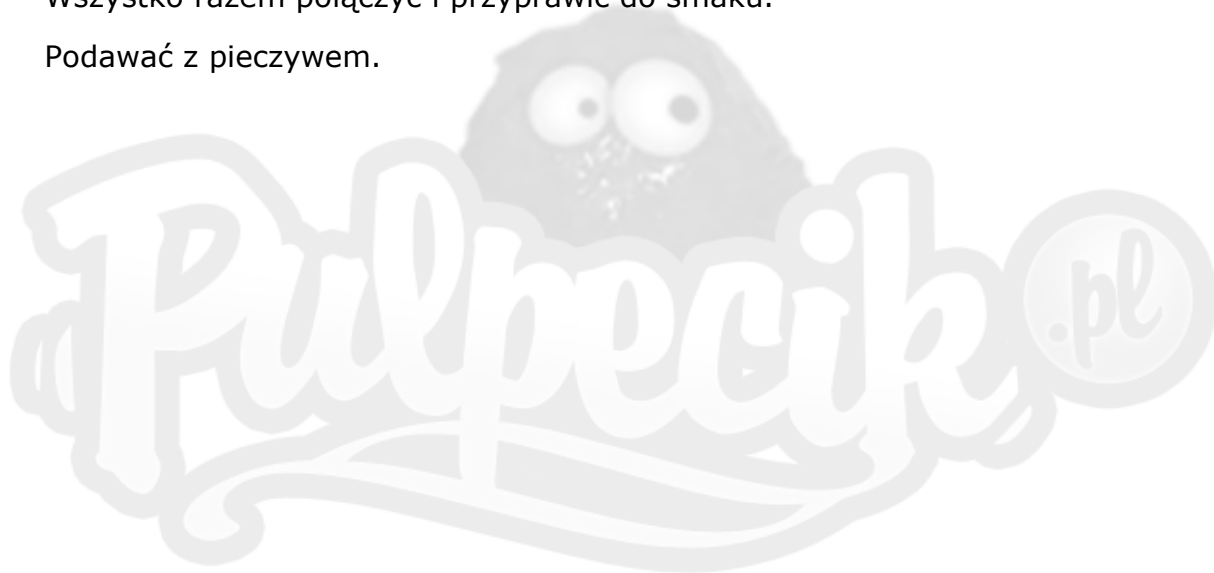 Wszystko razem połączyć i przyprawić do smaku.
Podawać z pieczywem.
Pulpecik
.pl